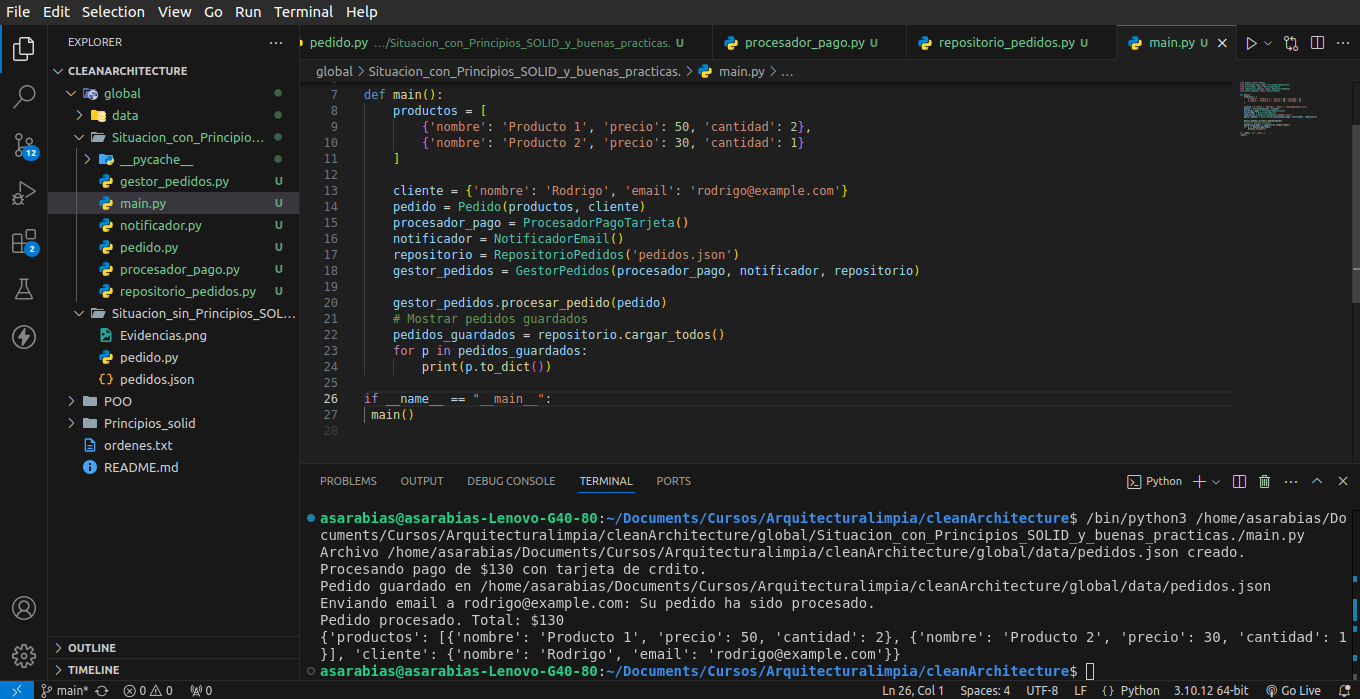 File Edit Selection View Go Run Terminal Help
EXPLORER
CLEANARCHITECTURE
global
data
Situacion_con_Principio...
__pycache__
gestor_pedidos.py U
main.py U
notificador.py U
pedido.py U
procesador_pago.py U
repositorio_pedidos.py U
Situacion_sin_Principios_SOL...
Evidencias.png
pedido.py
pedidos.json
POO
Principios_solid
ordenes.txt
README.md
OUTLINE
TIMELINE
12
2
pedido.py .../Situacion_con_Principios_SOLID_y_buenas_practicas. U
procesador_pago.py U
repositorio_pedidos.py U
main.py U
global > Situacion_con_Principios_SOLID_y_buenas_practicas. > main.py > ...
7 def main():
8 productos = [
9 {'nombre': 'Producto 1', 'precio': 50, 'cantidad': 2},
10 {'nombre': 'Producto 2', 'precio': 30, 'cantidad': 1}
11 ]
12
13 cliente = {'nombre': 'Rodrigo', 'email': 'rodrigo@example.com'}
14 pedido = Pedido(productos, cliente)
15 procesador_pago = ProcesadorPagoTarjeta()
16 notificador = NotificadorEmail()
17 repositorio = RepositorioPedidos('pedidos.json')
18 gestor_pedidos = GestorPedidos(procesador_pago, notificador, repositorio)
19
20 gestor_pedidos.procesar_pedido(pedido)
21 # Mostrar pedidos guardados
22 pedidos_guardados = repositorio.cargar_todos()
23 for p in pedidos_guardados:
24 print(p.to_dict())
25
26 if __name__ == "__main__":
27 main()
28
PROBLEMS OUTPUT DEBUG CONSOLE TERMINAL PORTS
Python
asarabias@asarabias-Lenovo-G40-80:~/Documents/Cursos/Arquitecturalimpia/cleanArchitecture$ /bin/python3 /home/asarabias/Do
cuments/Cursos/Arquitecturalimpia/cleanArchitecture/global/Situacion_con_Principios_SOLID_y_buenas_practicas./main.py
Archivo /home/asarabias/Documents/Cursos/Arquitecturalimpia/cleanArchitecture/global/data/pedidos.json creado.
Procesando pago de $130 con tarjeta de crdito.
Pedido guardado en /home/asarabias/Documents/Cursos/Arquitecturalimpia/cleanArchitecture/global/data/pedidos.json
Enviando email a rodrigo@example.com: Su pedido ha sido procesado.
Pedido procesado. Total: $130
{'productos': [{'nombre': 'Producto 1', 'precio': 50, 'cantidad': 2}, {'nombre': 'Producto 2', 'precio': 30, 'cantidad': 1
}], 'cliente': {'nombre': 'Rodrigo', 'email': 'rodrigo@example.com'}}
asarabias@asarabias-Lenovo-G40-80:~/Documents/Cursos/Arquitecturalimpia/cleanArchitecture$
main* 0 0 0 Ln 26, Col 1 Spaces: 4 UTF-8 LF {} Python 3.10.12 64-bit Go Live